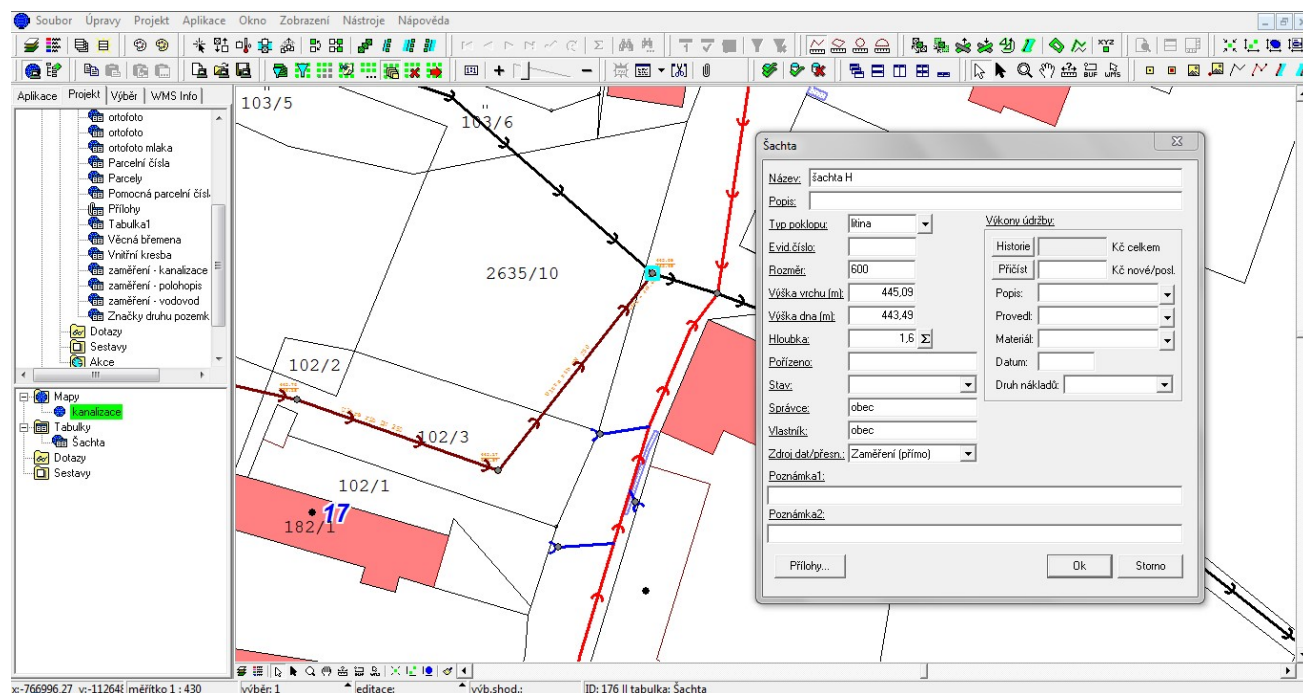 Soubor Úpravy Projekt Aplikace Okno Zobrazení Nástroje Nápověda
Aplikace Projekt Výběr WMS Info
ortofoto
ortofoto
ortofoto mlaka
Parcelní čísla
Parcely
Pomocná parcelní čísl
Přílohy
Tabulka1
Věcná břemena
Vnitřní kresba
zaměření - kanalizace
zaměření - polohopis
zaměření - vodovod
Značky druhu pozemk
Dotazy
Sestavy
Akce
Mapy
kanalizace
Tabulky
Šachta
Dotazy
Sestavy
103/5
103/6
2635/10
102/2
102/3
102/1
17
182/1
Šachta
Název: šachta H
Popis:
Typ poklopu: litina
Evid.číslo:
Rozměr: 600
Výška vrchu (m): 445,09
Výška dna (m): 443,49
Hloubka: 1,6 Σ
Pořízeno:
Stav:
Správce: obec
Vlastník: obec
Zdroj dat/přesn.: Zaměření (přímo)
Výkony údržby:
Historie Kč celkem
Přičíst Kč nové/posl.
Popis:
Provedl:
Materiál:
Datum:
Druh nákladů:
Poznámka1:
Poznámka2:
Přílohy... Ok Storno
x:-766996.27 y:-11264 měřítko 1 : 430 výběr: 1 editace: výb.shod.: ID: 176 II tabulka: Šachta